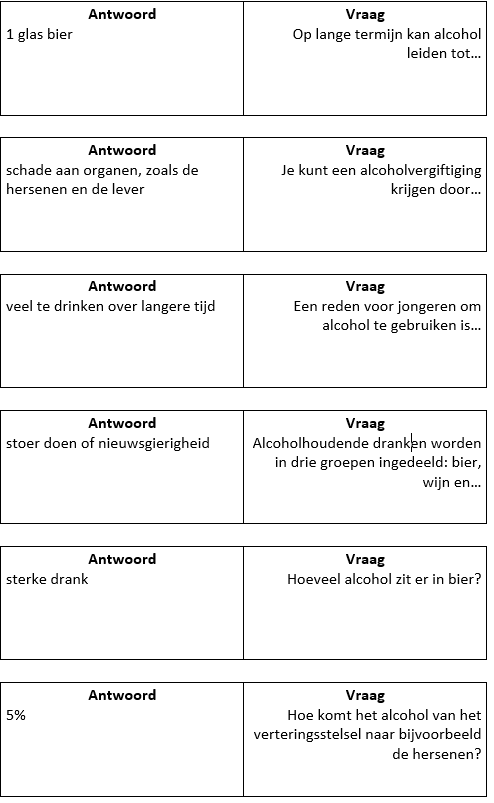 Antwoord
1 glas bier
Vraag
Op lange termijn kan alcohol
leiden tot…
Antwoord
schade aan organen, zoals de
hersenen en de lever
Vraag
Je kunt een alcoholvergiftiging
krijgen door…
Antwoord
veel te drinken over langere tijd
Vraag
Een reden voor jongeren om
alcohol te gebruiken is…
Antwoord
stoer doen of nieuwsgierigheid
Vraag
Alcoholhoudende dranken worden
in drie groepen ingedeeld: bier,
wijn en…
Antwoord
sterke drank
Vraag
Hoeveel alcohol zit er in bier?
Antwoord
5%
Vraag
Hoe komt het alcohol van het
verteringsstelsel naar bijvoorbeeld
de hersenen?